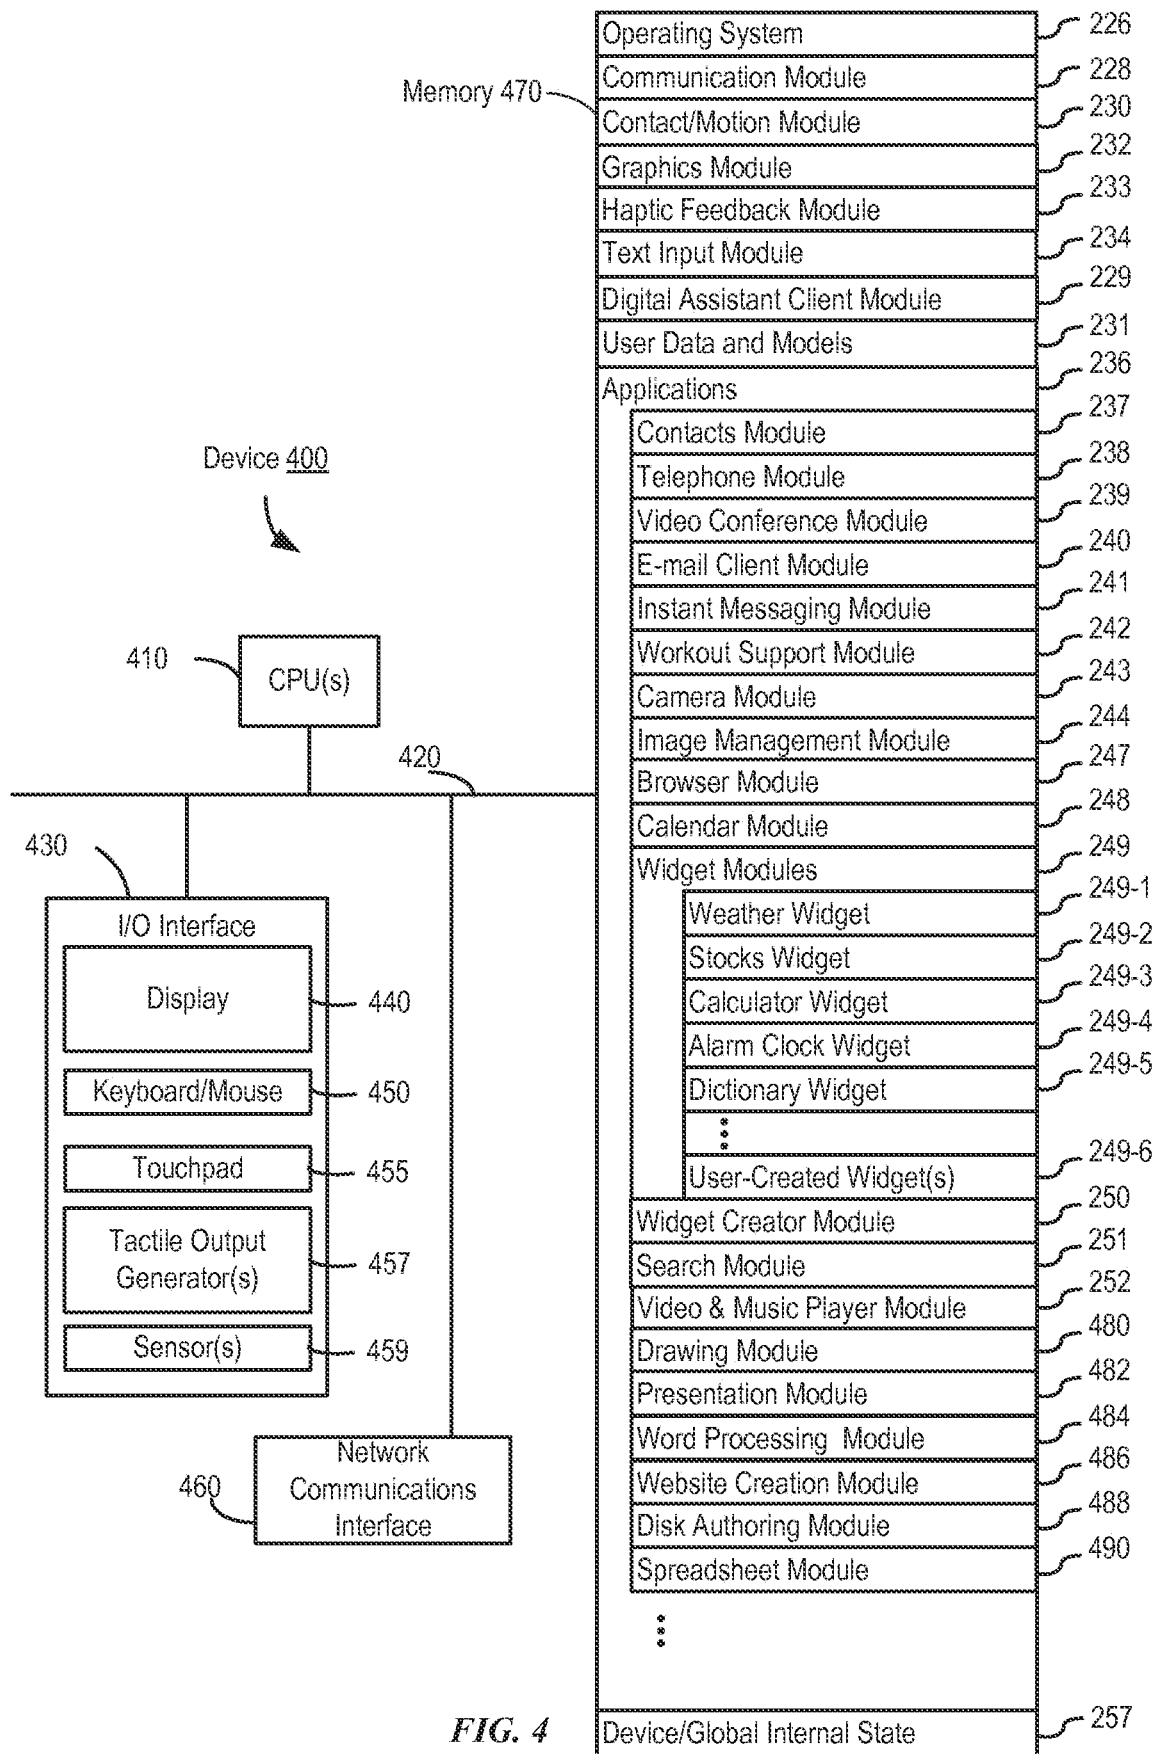 Device 400
410
CPU(s)
420
430
I/O Interface
Display
440
Keyboard/Mouse
450
Touchpad
455
Tactile Output
Generator(s)
457
Sensor(s)
459
460
Network
Communications
Interface
Memory 470
Operating System 226
Communication Module 228
Contact/Motion Module 230
Graphics Module 232
Haptic Feedback Module 233
Text Input Module 234
Digital Assistant Client Module 229
User Data and Models 231
Applications 236
Contacts Module 237
Telephone Module 238
Video Conference Module 239
E-mail Client Module 240
Instant Messaging Module 241
Workout Support Module 242
Camera Module 243
Image Management Module 244
Browser Module 247
Calendar Module 248
Widget Modules 249
Weather Widget 249-1
Stocks Widget 249-2
Calculator Widget 249-3
Alarm Clock Widget 249-4
Dictionary Widget 249-5
User-Created Widget(s) 249-6
Widget Creator Module 250
Search Module 251
Video & Music Player Module 252
Drawing Module 480
Presentation Module 482
Word Processing Module 484
Website Creation Module 486
Disk Authoring Module 488
Spreadsheet Module 490
Device/Global Internal State 257
FIG. 4